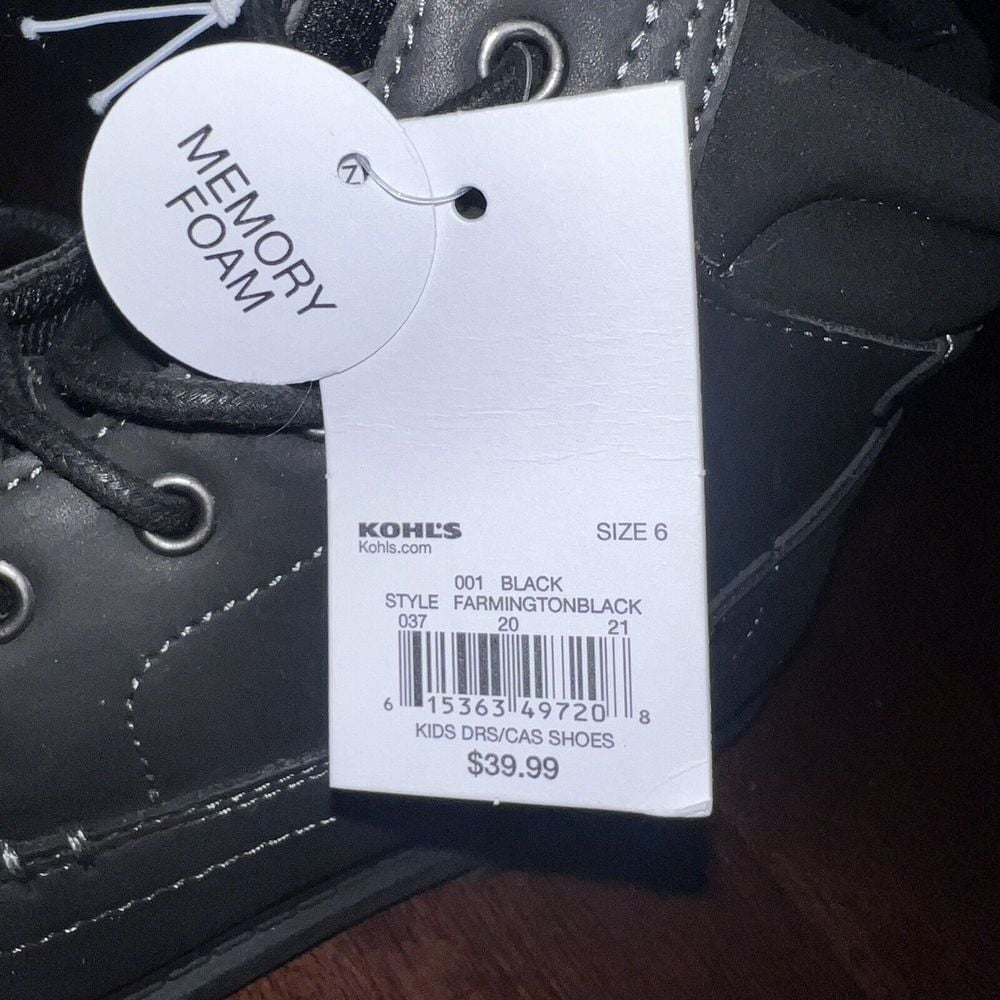 MEMORY
FOAM
KOHL'S
Kohls.com
SIZE 6
001 BLACK
STYLE FARMINGTONBLACK
037 20 21
6 15363 49720 8
KIDS DRS/CAS SHOES
$39.99